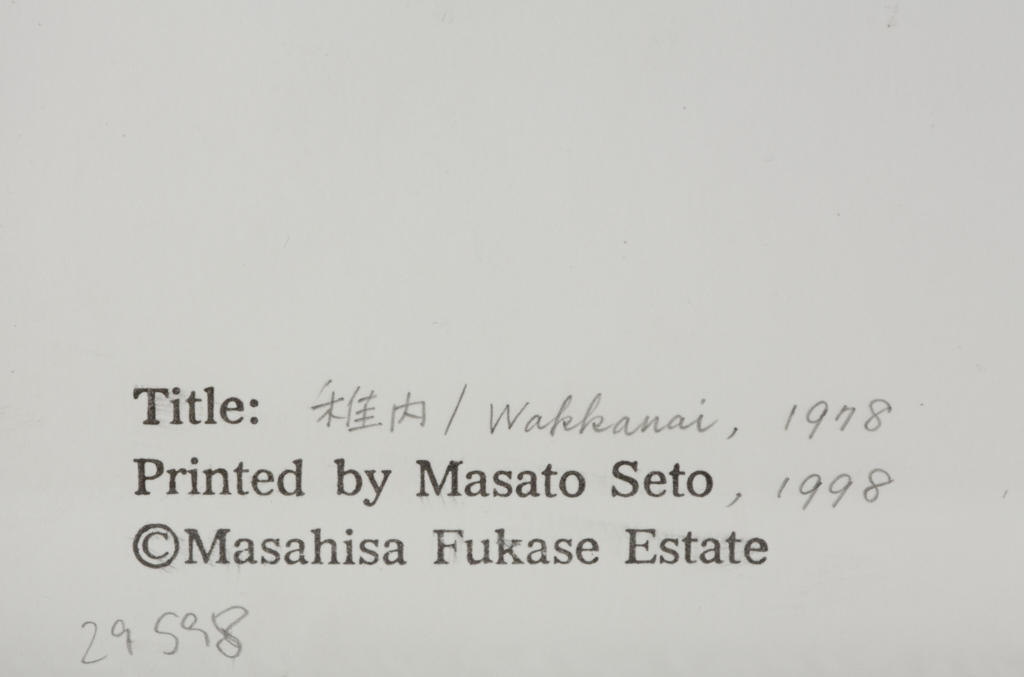 Title: 稚内 / Wakkanai, 1978
Printed by Masato Seto, 1998
©Masahisa Fukase Estate
29598